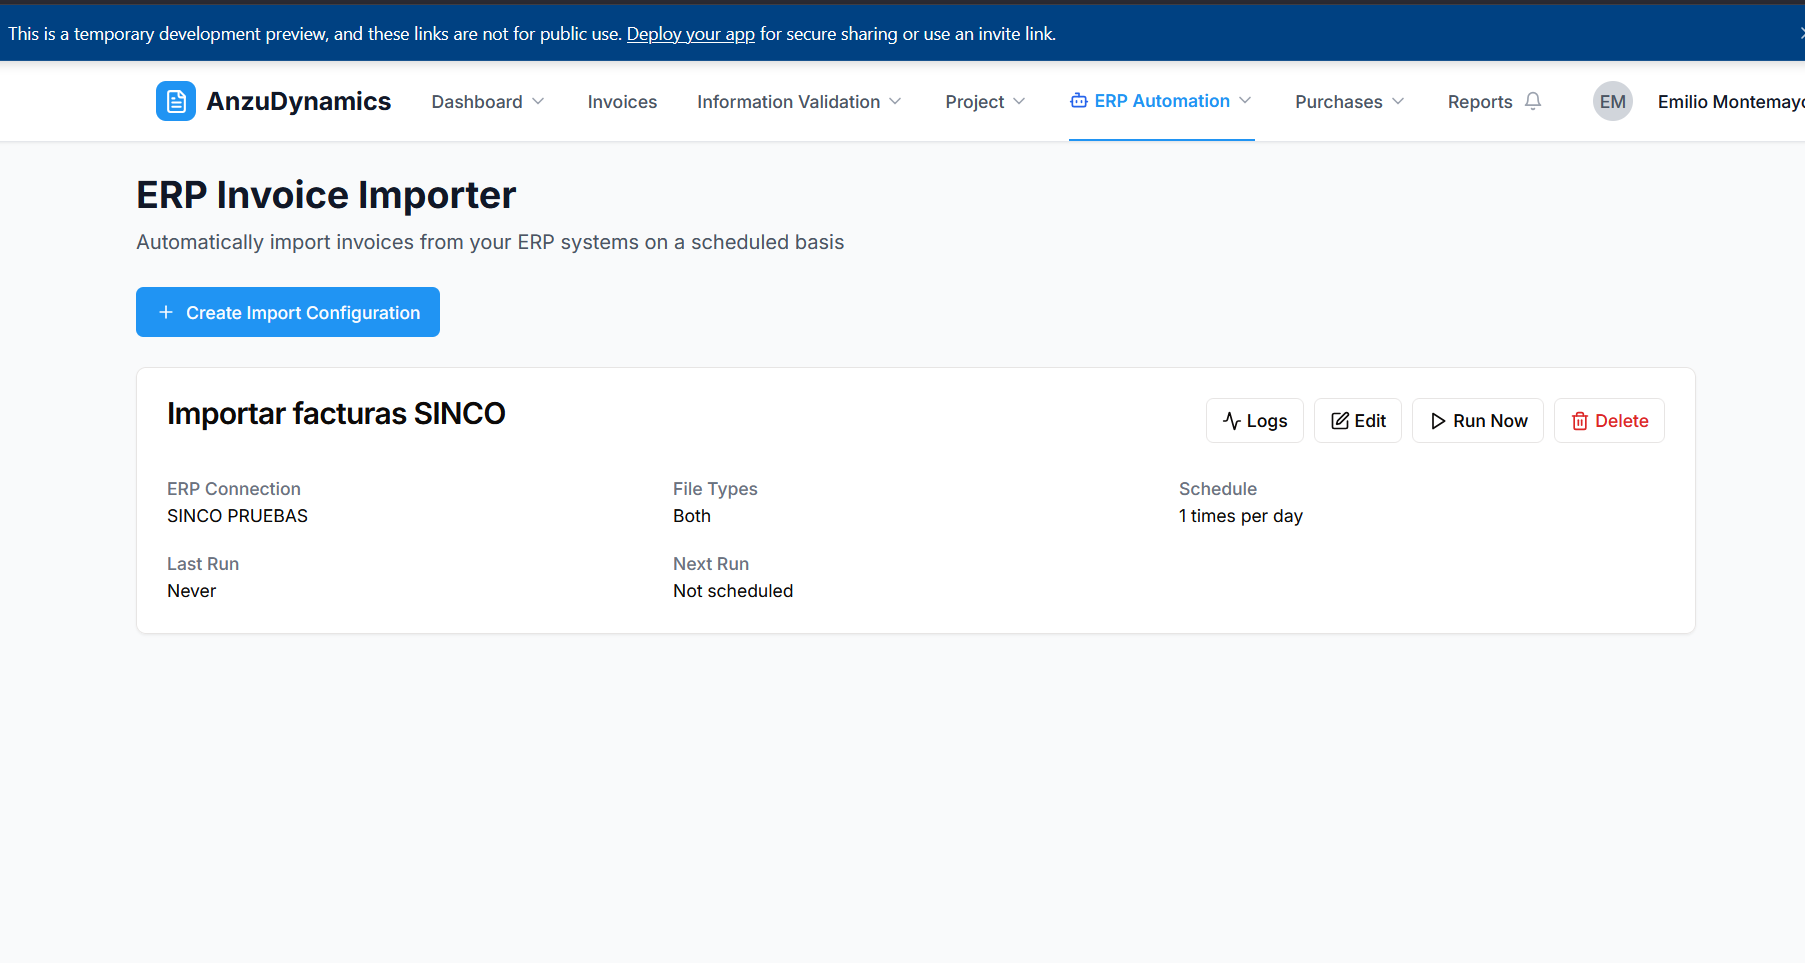 This is a temporary development preview, and these links are not for public use. Deploy your app for secure sharing or use an invite link.
AnzuDynamics Dashboard Invoices Information Validation Project ERP Automation Purchases Reports EM Emilio
ERP Invoice Importer
Automatically import invoices from your ERP systems on a scheduled basis
+ Create Import Configuration
Importar facturas SINCO
Logs Edit Run Now Delete
ERP Connection File Types Schedule
SINCO PRUEBAS Both 1 times per day
Last Run Next Run
Never Not scheduled